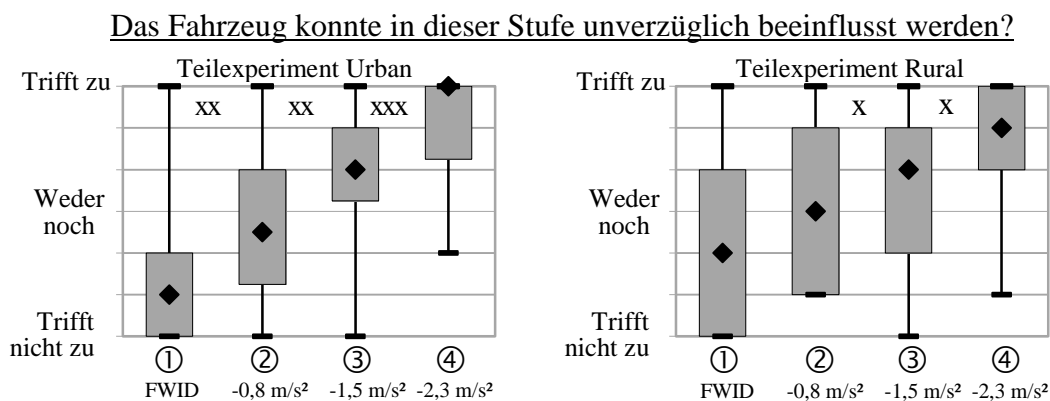 Das Fahrzeug konnte in dieser Stufe unverzüglich beeinflusst werden?
Teilexperiment Urban
Trifft zu
xx xx xxx
Weder
noch
Trifft
nicht zu
① ② ③ ④
FWID -0,8 m/s² -1,5 m/s² -2,3 m/s²
Teilexperiment Rural
Trifft zu
x x
Weder
noch
Trifft
nicht zu
① ② ③ ④
FWID -0,8 m/s² -1,5 m/s² -2,3 m/s²